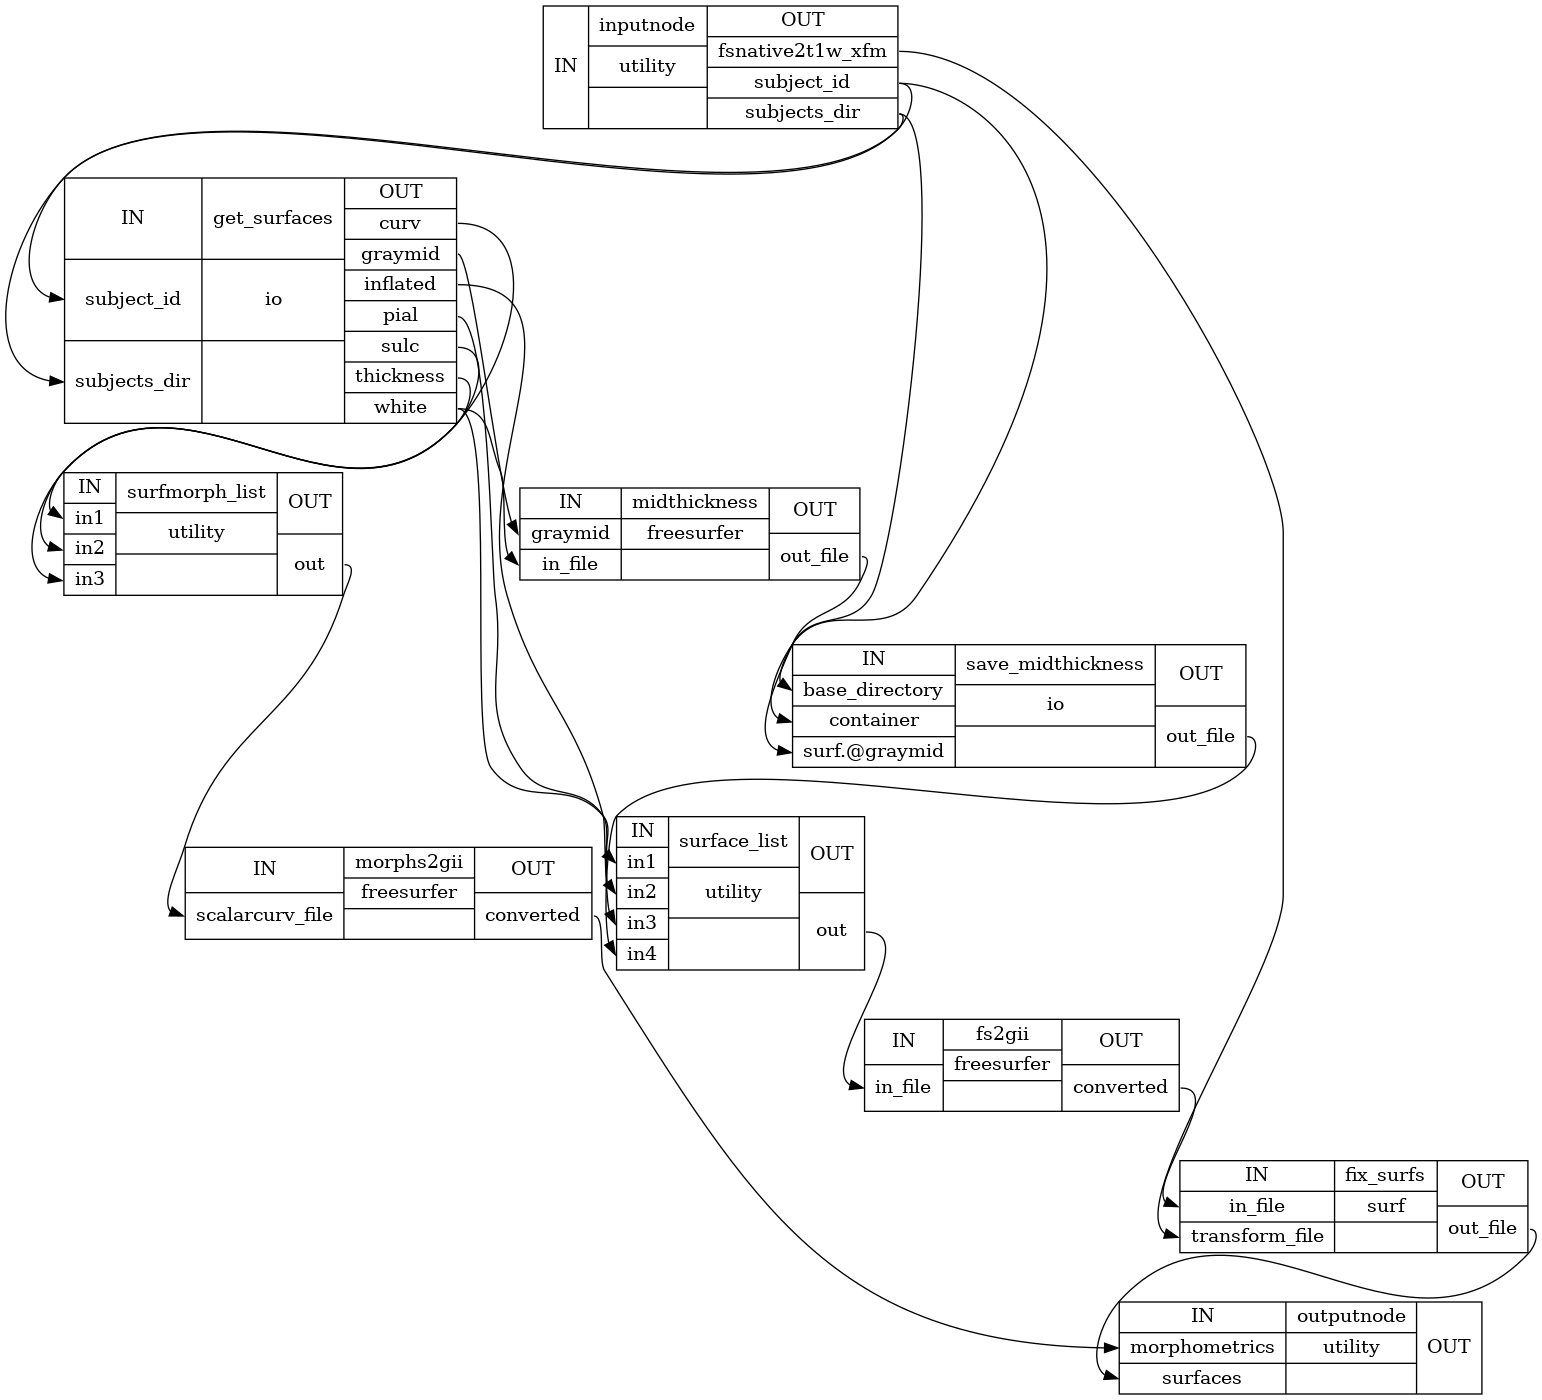 inputnode
OUT
IN
utility
fsnative2t1w_xfm
subject_id
subjects_dir
IN
get_surfaces
OUT
curv
graymid
subject_id
io
inflated
pial
sulc
subjects_dir
thickness
white
IN
surfmorph_list
OUT
in1
utility
in2
out
in3
IN
midthickness
OUT
graymid
freesurfer
in_file
out_file
IN
save_midthickness
OUT
base_directory
io
container
out_file
surf.@graymid
IN
morphs2gii
OUT
freesurfer
scalarcurv_file
converted
IN
surface_list
OUT
in1
in2
utility
in3
out
in4
IN
fs2gii
OUT
freesurfer
in_file
converted
IN
fix_surfs
OUT
in_file
surf
transform_file
out_file
IN
outputnode
OUT
morphometrics
utility
surfaces